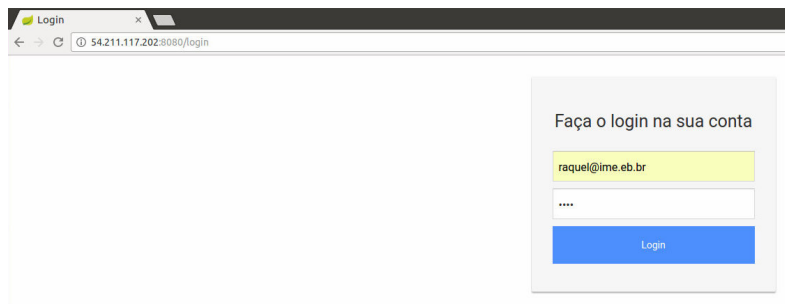 Login
54.211.117.202:8080/login
Faça o login na sua conta
raquel@ime.eb.br
••••
Login